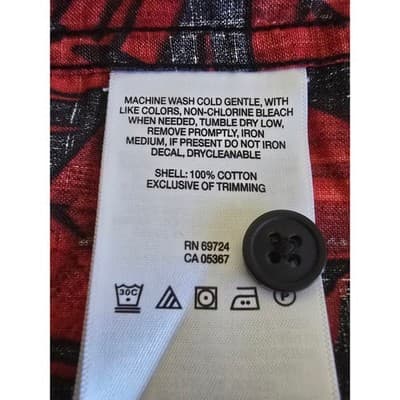 MACHINE WASH COLD GENTLE, WITH
LIKE COLORS, NON-CHLORINE BLEACH
WHEN NEEDED, TUMBLE DRY LOW,
REMOVE PROMPTLY, IRON
MEDIUM, IF PRESENT DO NOT IRON
DECAL, DRYCLEANABLE
SHELL: 100% COTTON
EXCLUSIVE OF TRIMMING
RN 69724
CA 05367
30C P